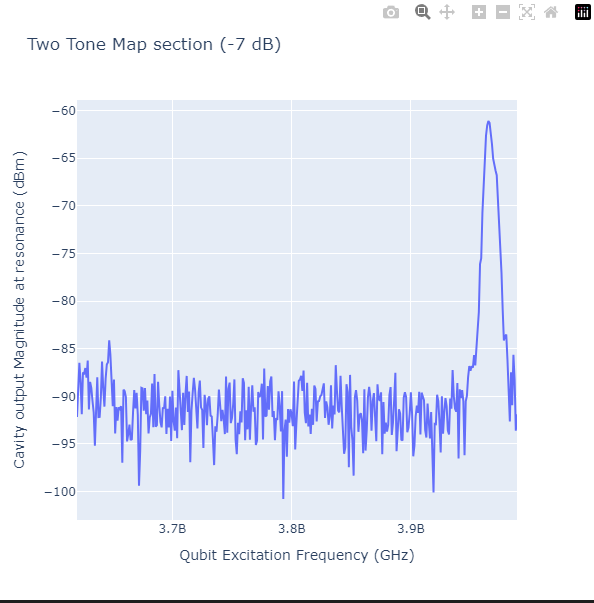 Two Tone Map section (-7 dB)
−60
−65
−70
−75
−80
−85
−90
−95
−100
Cavity output Magnitude at resonance (dBm)
3.7B 3.8B 3.9B
Qubit Excitation Frequency (GHz)